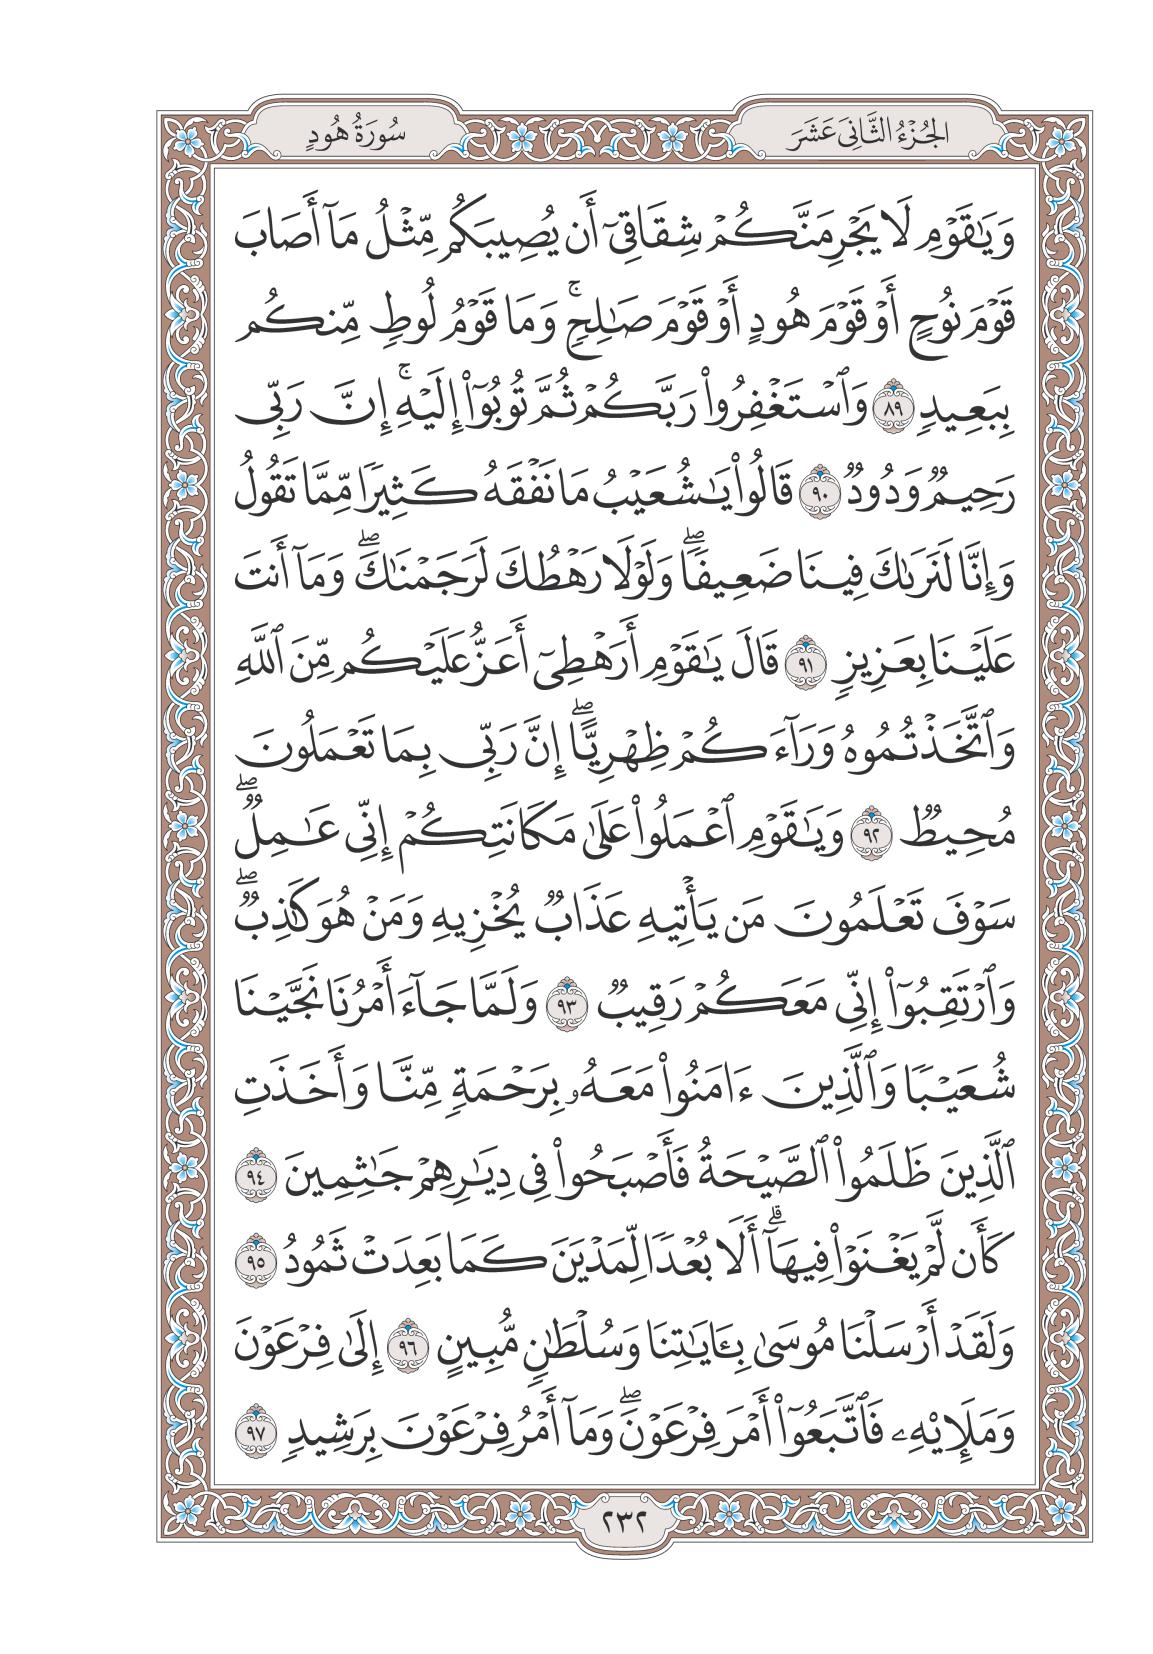 الجُزْءُ الثَّانِي عَشَرَ
سُورَةُ هُودٍ
وَيَٰقَوْمِ لَا يَجْرِمَنَّكُمْ شِقَاقِيٓ أَن يُصِيبَكُم مِّثْلُ مَآ أَصَابَ
قَوْمَ نُوحٍ أَوْ قَوْمَ هُودٍ أَوْ قَوْمَ صَٰلِحٍۚ وَمَا قَوْمُ لُوطٍ مِّنكُم
بِبَعِيدٍ ٨٩ وَٱسْتَغْفِرُوا۟ رَبَّكُمْ ثُمَّ تُوبُوٓا۟ إِلَيْهِۚ إِنَّ رَبِّي
رَحِيمٌ وَدُودٌ ٩٠ قَالُوا۟ يَٰشُعَيْبُ مَا نَفْقَهُ كَثِيرًا مِّمَّا تَقُولُ
وَإِنَّا لَنَرَىٰكَ فِينَا ضَعِيفًاۖ وَلَوْلَا رَهْطُكَ لَرَجَمْنَٰكَۖ وَمَآ أَنتَ
عَلَيْنَا بِعَزِيزٍ ٩١ قَالَ يَٰقَوْمِ أَرَهْطِيٓ أَعَزُّ عَلَيْكُم مِّنَ ٱللَّهِ
وَٱتَّخَذْتُمُوهُ وَرَآءَكُمْ ظِهْرِيًّاۖ إِنَّ رَبِّي بِمَا تَعْمَلُونَ
مُحِيطٌ ٩٢ وَيَٰقَوْمِ ٱعْمَلُوا۟ عَلَىٰ مَكَانَتِكُمْ إِنِّي عَٰمِلٌۖ
سَوْفَ تَعْلَمُونَ مَن يَأْتِيهِ عَذَابٌ يُخْزِيهِ وَمَنْ هُوَ كَٰذِبٌۖ
وَٱرْتَقِبُوٓا۟ إِنِّي مَعَكُمْ رَقِيبٌ ٩٣ وَلَمَّا جَآءَ أَمْرُنَا نَجَّيْنَا
شُعَيْبًا وَٱلَّذِينَ ءَامَنُوا۟ مَعَهُۥ بِرَحْمَةٍ مِّنَّا وَأَخَذَتِ
ٱلَّذِينَ ظَلَمُوا۟ ٱلصَّيْحَةُ فَأَصْبَحُوا۟ فِي دِيَٰرِهِمْ جَٰثِمِينَ ٩٤
كَأَن لَّمْ يَغْنَوْا۟ فِيهَآۗ أَلَا بُعْدًا لِّمَدْيَنَ كَمَا بَعِدَتْ ثَمُودُ ٩٥
وَلَقَدْ أَرْسَلْنَا مُوسَىٰ بِـَٔايَٰتِنَا وَسُلْطَٰنٍ مُّبِينٍ ٩٦ إِلَىٰ فِرْعَوْنَ
وَمَلَإِي۟هِۦ فَٱتَّبَعُوٓا۟ أَمْرَ فِرْعَوْنَۖ وَمَآ أَمْرُ فِرْعَوْنَ بِرَشِيدٍ ٩٧
٢٣٢